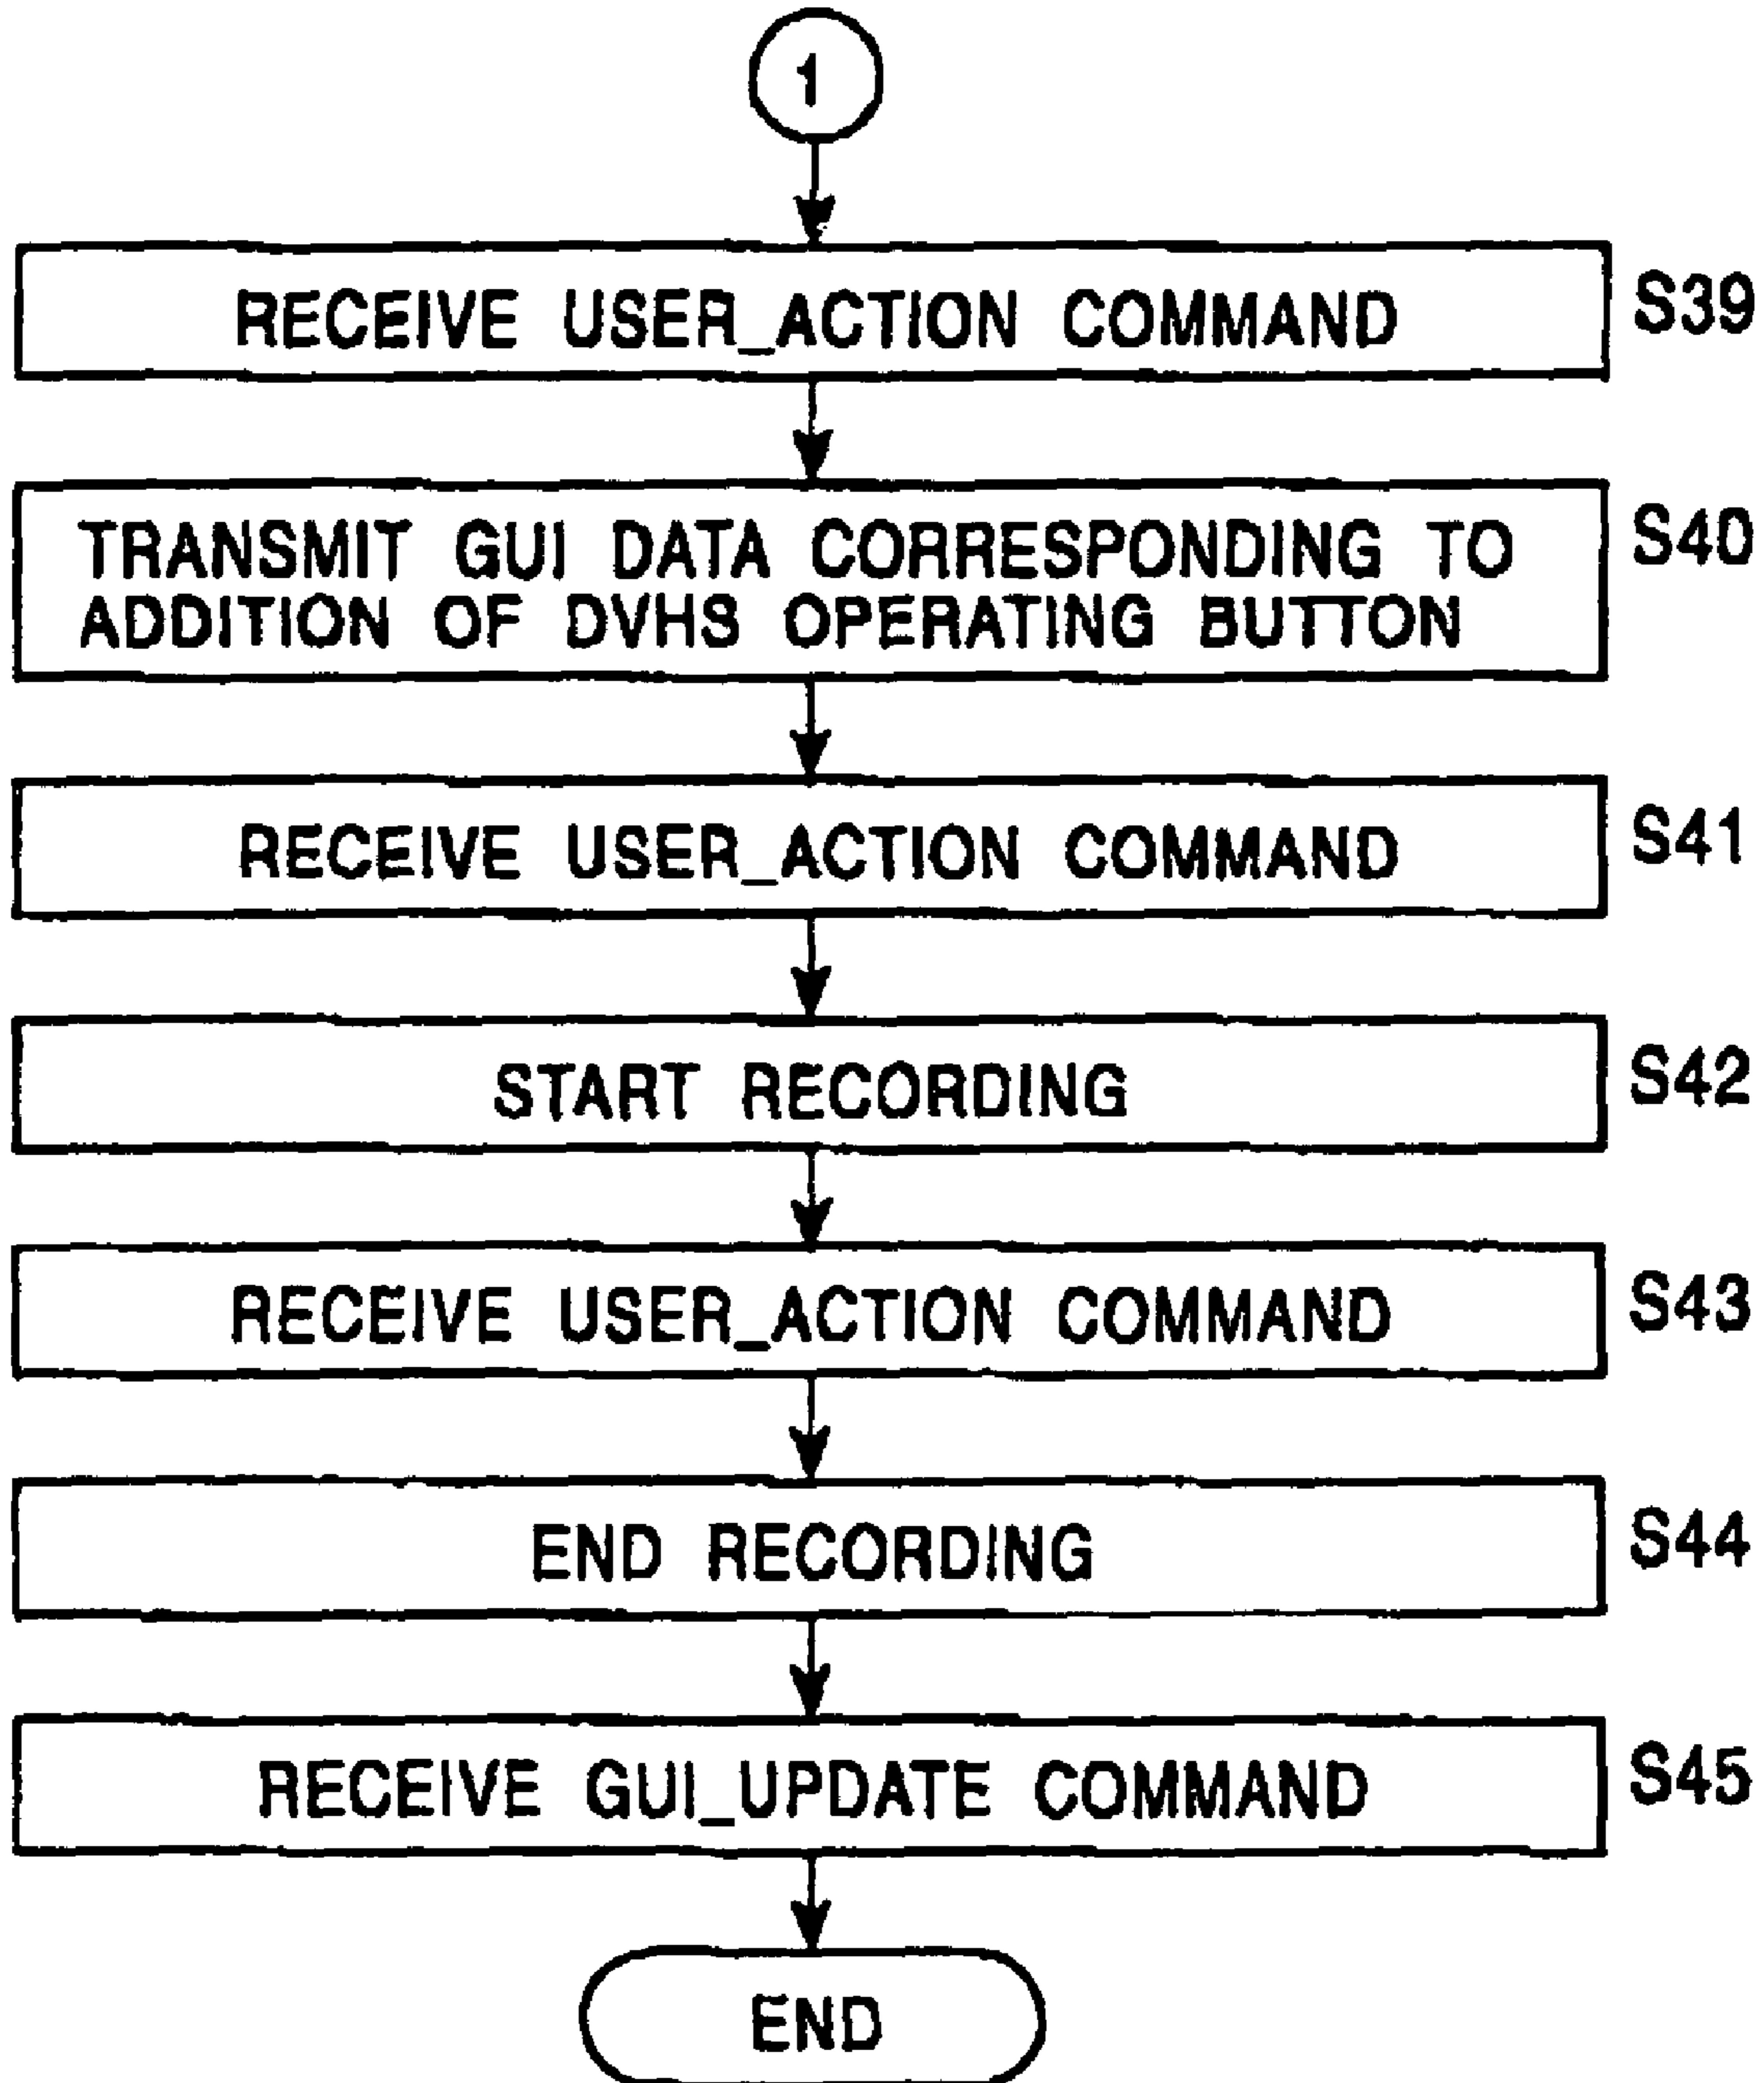 1
RECEIVE USER_ACTION COMMAND S39
TRANSMIT GUI DATA CORRESPONDING TO S40
ADDITION OF DVHS OPERATING BUTTON
RECEIVE USER_ACTION COMMAND S41
START RECORDING S42
RECEIVE USER_ACTION COMMAND S43
END RECORDING S44
RECEIVE GUI_UPDATE COMMAND S45
END